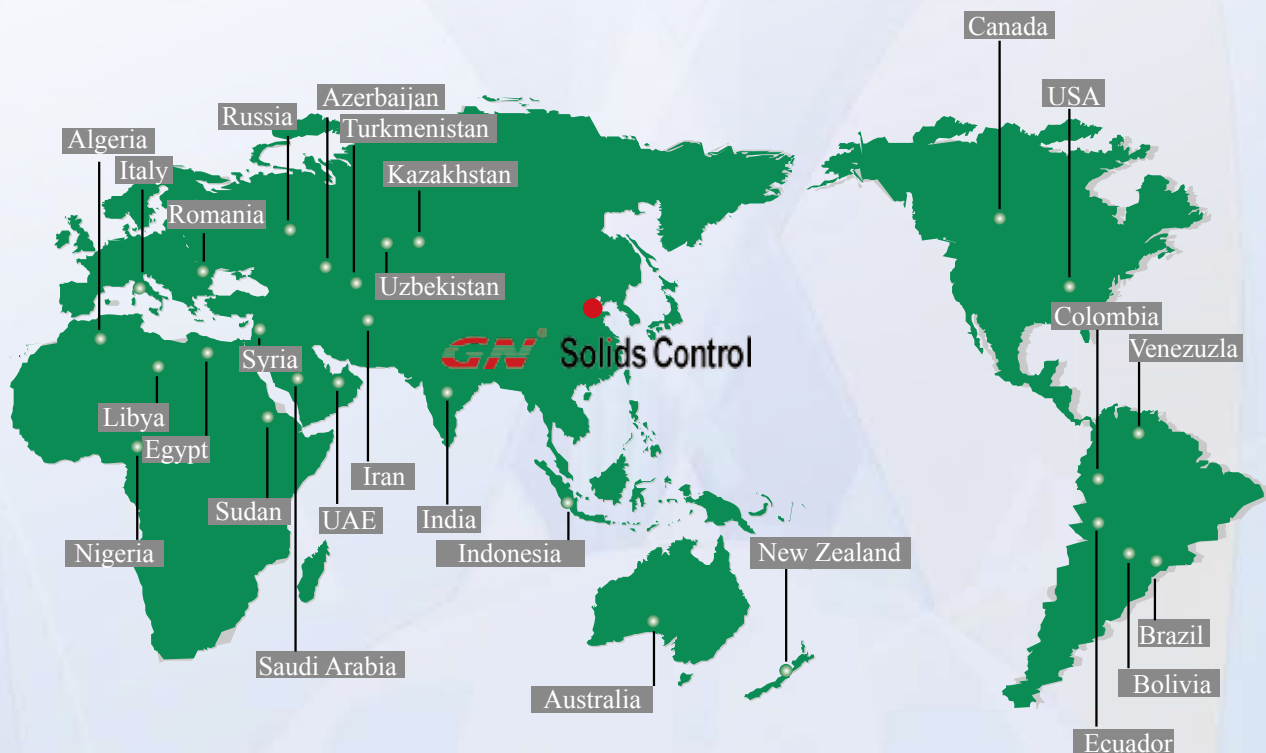 Canada
USA
Azerbaijan
Russia
Turkmenistan
Algeria
Italy
Kazakhstan
Romania
Uzbekistan
Colombia
Venezuzla
GN Solids Control
Syria
Libya
Egypt
Iran
Sudan
UAE
India
Nigeria
Indonesia
New Zealand
Brazil
Saudi Arabia
Australia
Bolivia
Ecuador